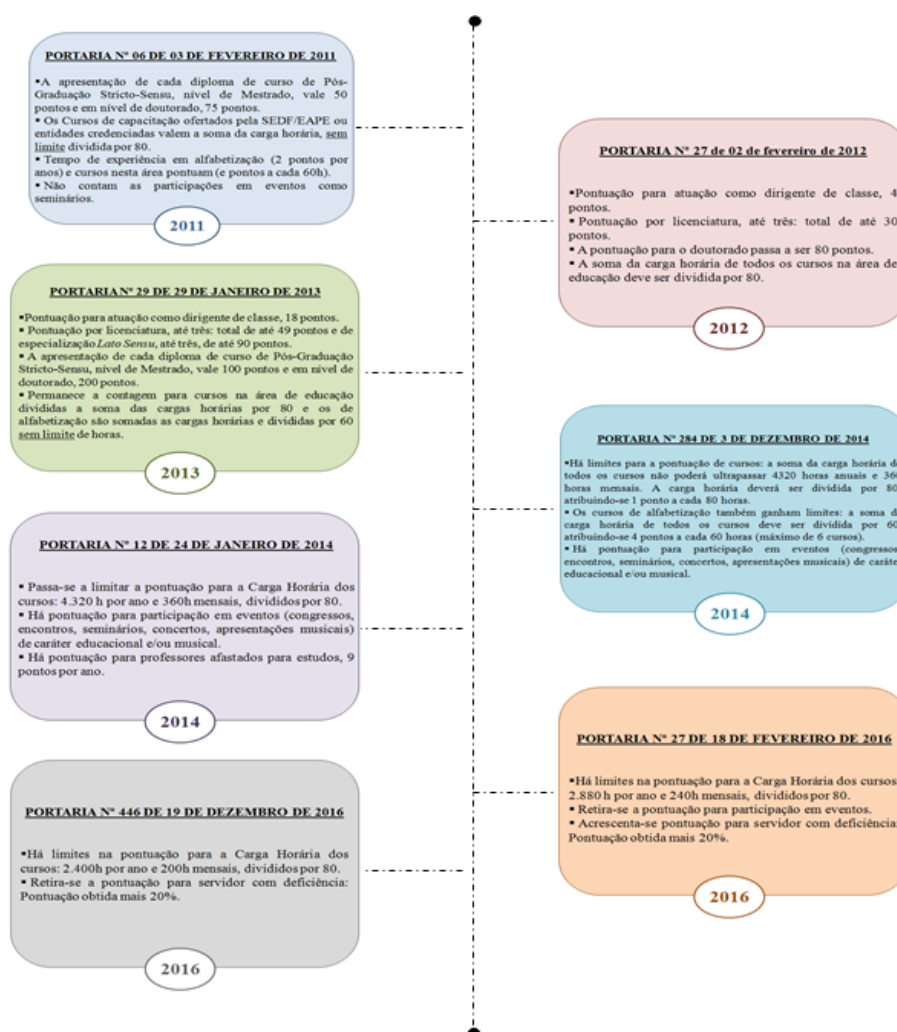 PORTARIA Nº 06 DE 03 DE FEVEREIRO DE 2011
▪A apresentação de cada diploma de curso de Pós-
Graduação Stricto-Sensu, nível de Mestrado, vale 50
pontos e em nível de doutorado, 75 pontos.
▪Os Cursos de capacitação ofertados pela SEDF/EAPE ou
entidades credenciadas valem a soma da carga horária, sem
limite dividida por 80.
▪Tempo de experiência em alfabetização (2 pontos por
anos) e cursos nesta área pontuam (e pontos a cada 60h).
▪Não contam as participações em eventos como
seminários.
2011
PORTARIA Nº 27 de 02 de fevereiro de 2012
▪Pontuação para atuação como dirigente de classe, 4
pontos.
▪ Pontuação por licenciatura, até três: total de até 30
pontos.
▪ A pontuação para o doutorado passa a ser 80 pontos.
▪ A soma da carga horária de todos os cursos na área de
educação deve ser dividida por 80.
2012
PORTARIA Nº 29 DE 29 DE JANEIRO DE 2013
▪Pontuação para atuação como dirigente de classe, 18 pontos.
▪ Pontuação por licenciatura, até três: total de até 49 pontos e de
especialização Lato Sensu, até três, de até 90 pontos.
▪ A apresentação de cada diploma de curso de Pós-Graduação
Stricto-Sensu, nível de Mestrado, vale 100 pontos e em nível de
doutorado, 200 pontos.
▪ Permanece a contagem para cursos na área de educação
divididas a soma das cargas horárias por 80 e os de
alfabetização são somadas as cargas horárias e divididas por 60
sem limite de horas.
2013
PORTARIA Nº 284 DE 3 DE DEZEMBRO DE 2014
▪Há limites para a pontuação de cursos: a soma da carga horária d
todos os cursos não poderá ultrapassar 4320 horas anuais e 36
horas mensais. A carga horária deverá ser dividida por 80
atribuindo-se 1 ponto a cada 80 horas.
▪ Os cursos de alfabetização também ganham limites: a soma d
carga horária de todos os cursos deve ser dividida por 60
atribuindo-se 4 pontos a cada 60 horas (máximo de 6 cursos).
▪ Há pontuação para participação em eventos (congressos
encontros, seminários, concertos, apresentações musicais) de caráte
educacional e/ou musical.
2014
PORTARIA Nº 12 DE 24 DE JANEIRO DE 2014
▪ Passa-se a limitar a pontuação para a Carga Horária dos
cursos: 4.320 h por ano e 360h mensais, divididos por 80.
▪ Há pontuação para participação em eventos (congressos,
encontros, seminários, concertos, apresentações musicais)
de caráter educacional e/ou musical.
▪ Há pontuação para professores afastados para estudos, 9
pontos por ano.
2014
PORTARIA Nº 27 DE 18 DE FEVEREIRO DE 2016
▪Há limites na pontuação para a Carga Horária dos cursos
2.880 h por ano e 240h mensais, divididos por 80.
▪ Retira-se a pontuação para participação em eventos.
▪ Acrescenta-se pontuação para servidor com deficiência:
Pontuação obtida mais 20%.
2016
PORTARIA Nº 446 DE 19 DE DEZEMBRO DE 2016
▪Há limites na pontuação para a Carga Horária dos
cursos: 2.400h por ano e 200h mensais, divididos por 80.
▪ Retira-se a pontuação para servidor com deficiência:
Pontuação obtida mais 20%.
2016